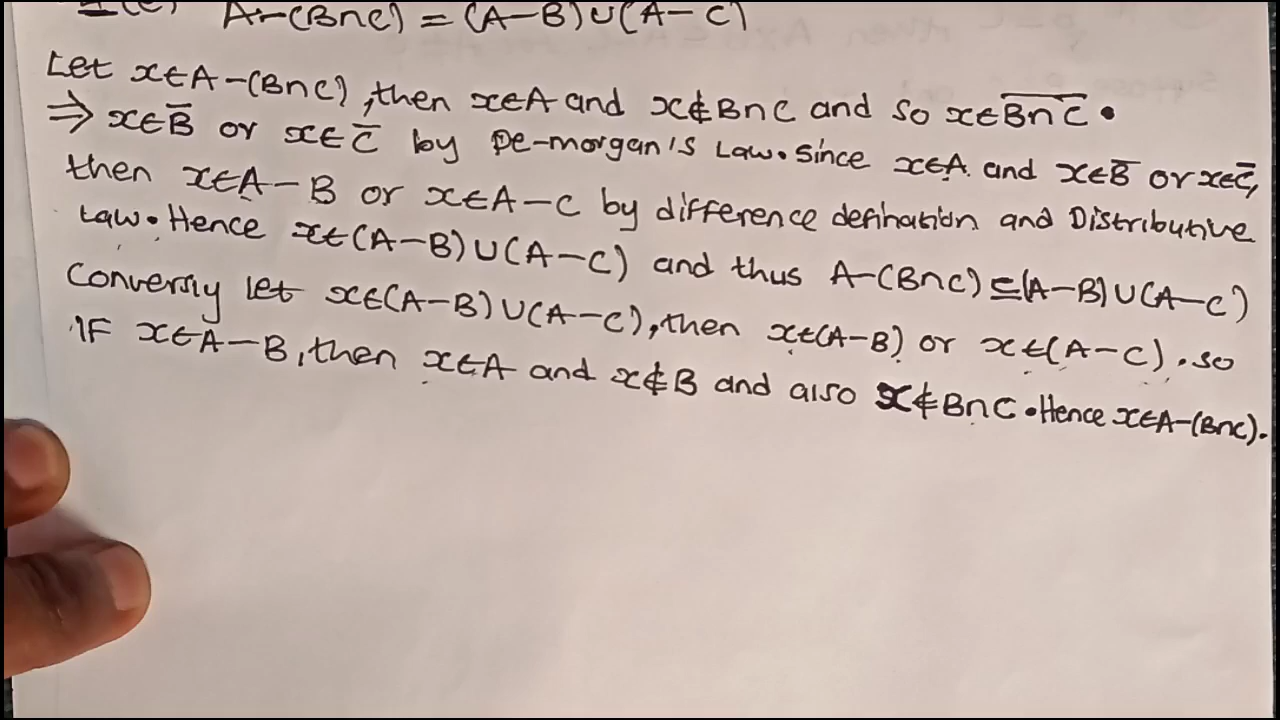 A-(B∩C) = (A-B)∪(A-C)
Let x∈A-(B∩C), then x∈A and x∉B∩C and so x∈B̅∩̅C̅.
⇒ x∈B̅ or x∈C̅ by De-morgan's Law. Since x∈A and x∈B̅ or x∈C̅,
then x∈A-B or x∈A-C by difference defination and Distributive
Law. Hence x∈(A-B)∪(A-C) and thus A-(B∩C)⊆(A-B)∪(A-C)
Conversly let x∈(A-B)∪(A-C), then x∈(A-B) or x∈(A-C). so
IF x∈A-B, then x∈A and x∉B and also x∉B∩C. Hence x∈A-(B∩C).